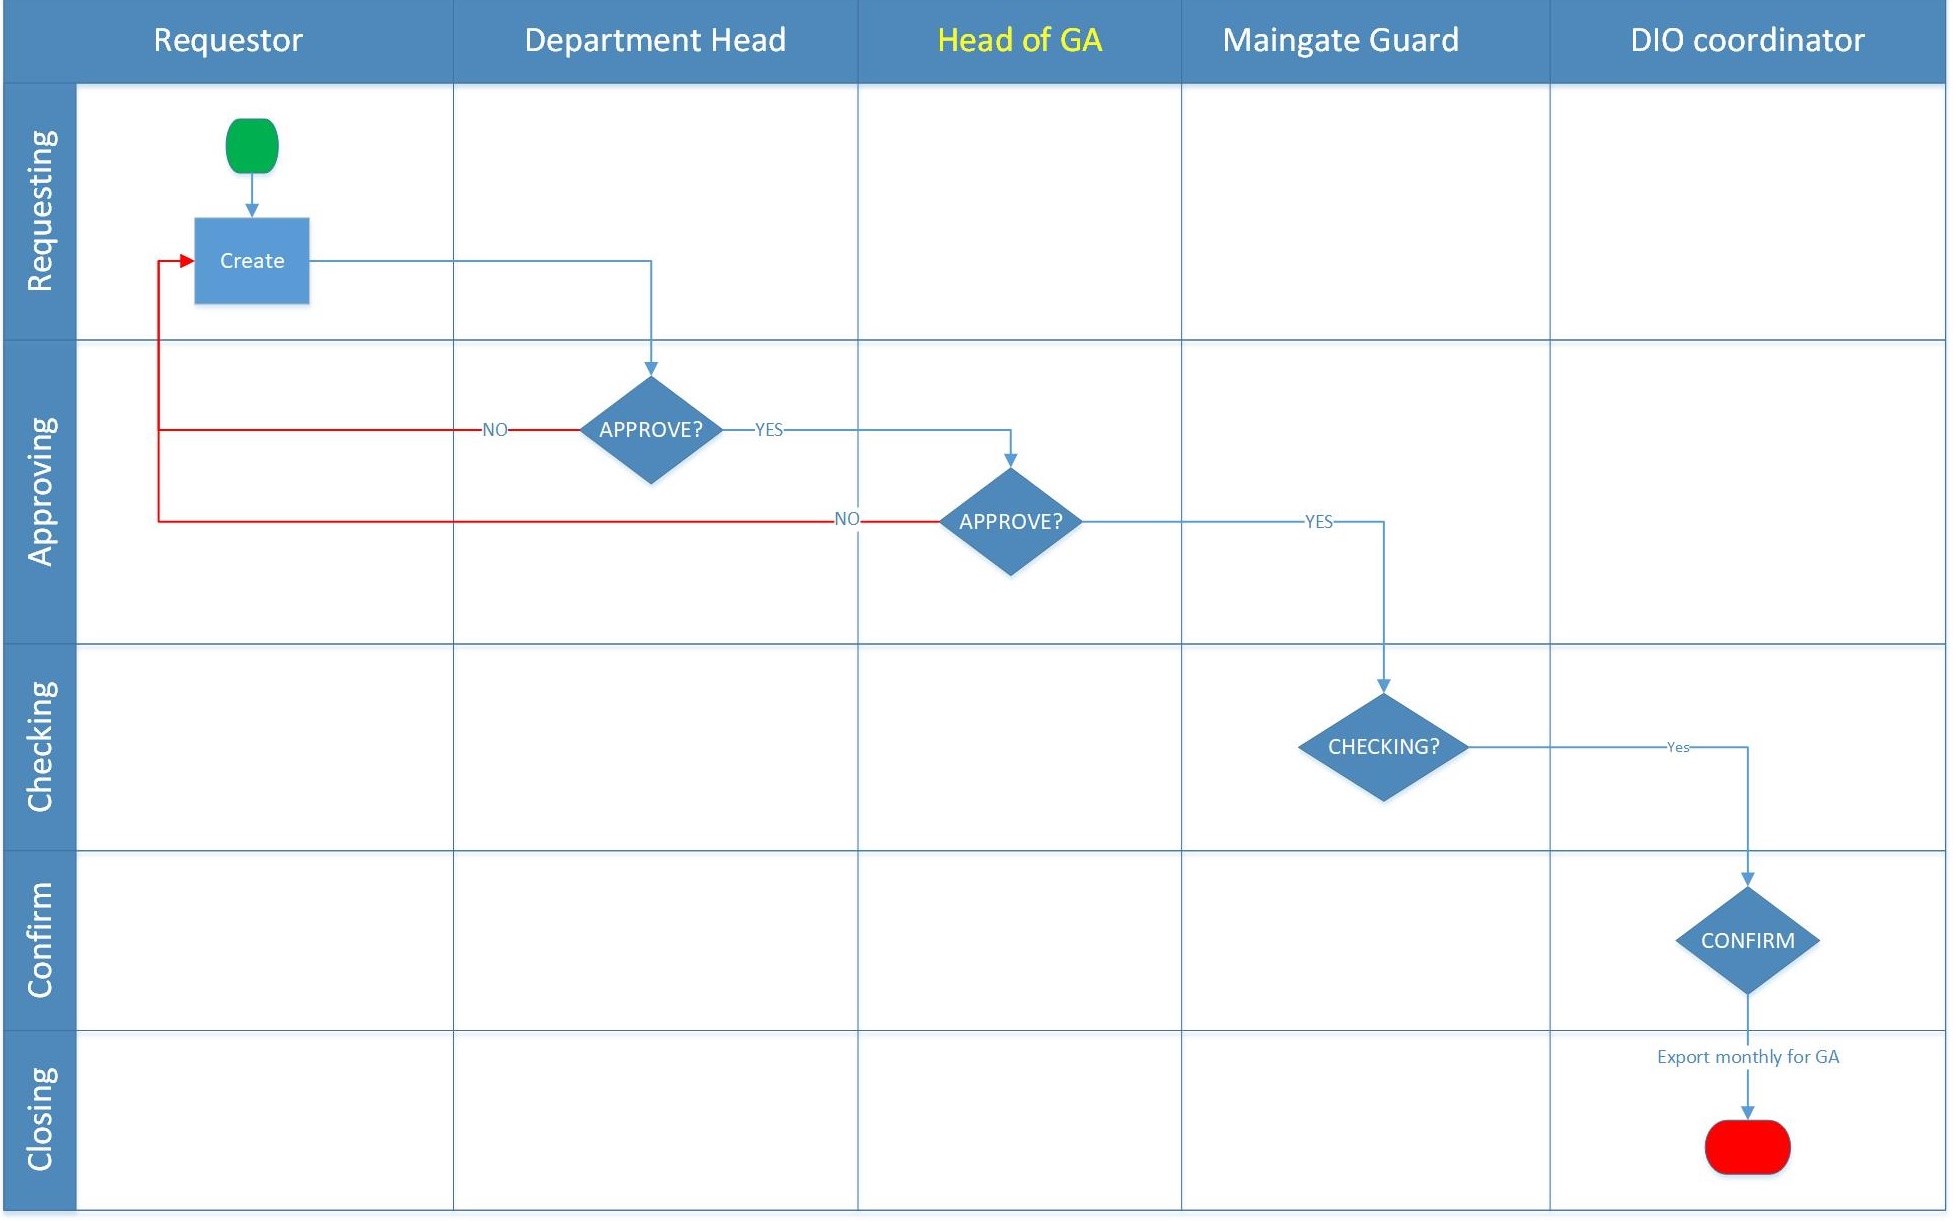 Requestor
Department Head
Head of GA
Maingate Guard
DIO coordinator
Requesting
Create
Approving
NO
APPROVE?
YES
NO
APPROVE?
YES
Checking
CHECKING?
Yes
Confirm
CONFIRM
Closing
Export monthly for GA